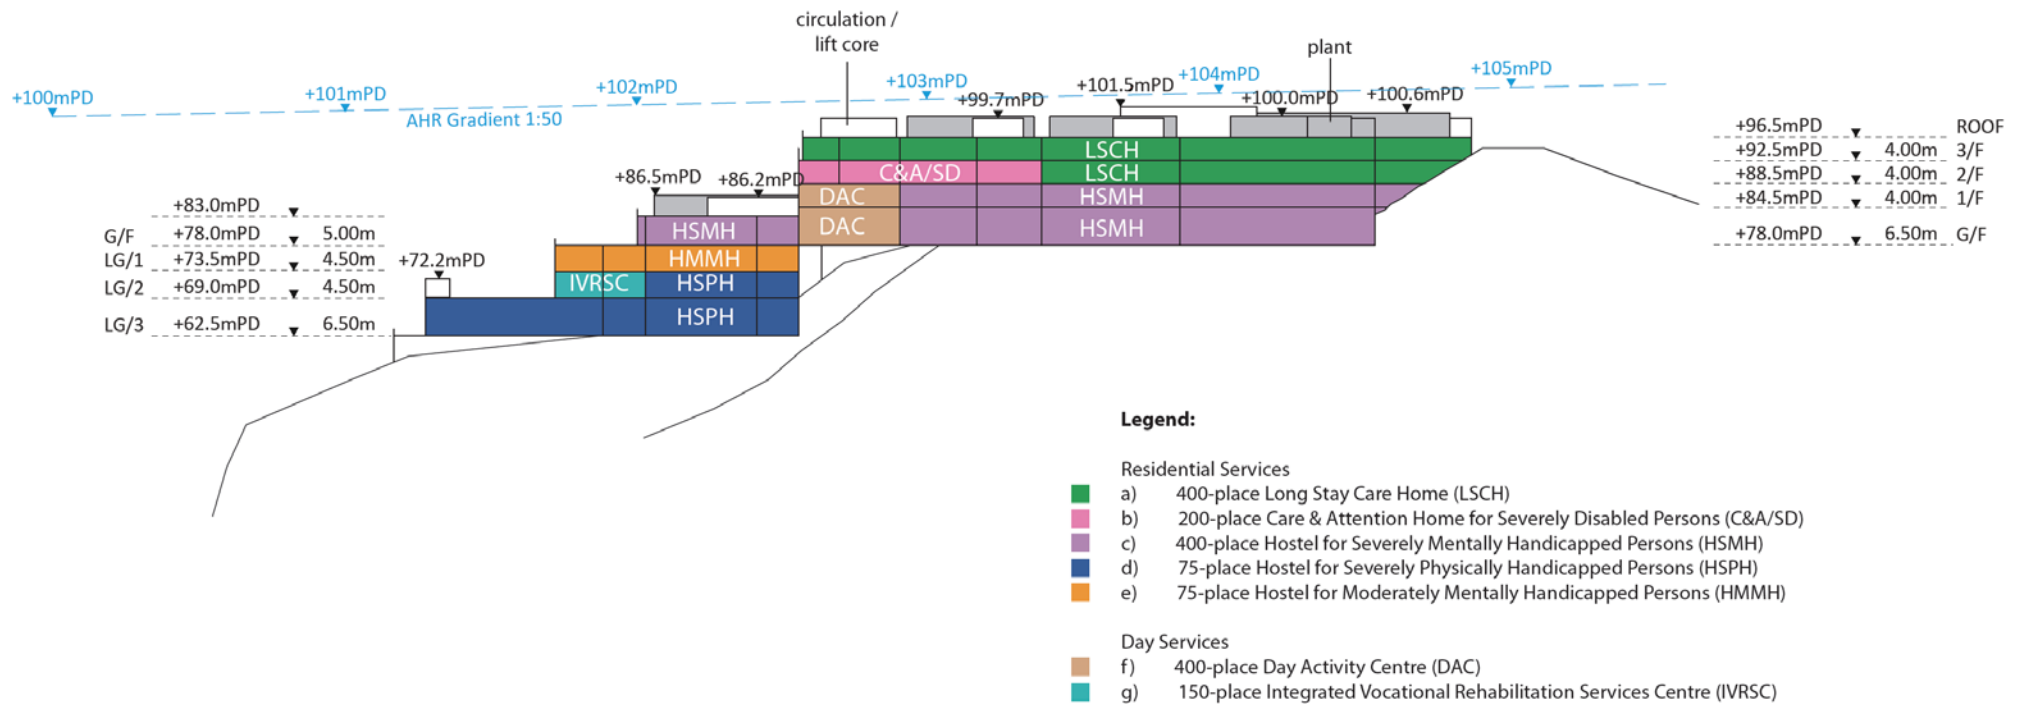 circulation /
lift core
plant
+100mPD
+101mPD
+102mPD
+103mPD
+104mPD
+105mPD
AHR Gradient 1:50
+99.7mPD
+101.5mPD
+100.0mPD
+100.6mPD
+86.5mPD
+86.2mPD
+72.2mPD
+83.0mPD
G/F +78.0mPD 5.00m
LG/1 +73.5mPD 4.50m
LG/2 +69.0mPD 4.50m
LG/3 +62.5mPD 6.50m
LSCH
C&A/SD LSCH
DAC HSMH
HSMH DAC HSMH
HMMH
IVRSC HSPH
HSPH
+96.5mPD ROOF
+92.5mPD 4.00m 3/F
+88.5mPD 4.00m 2/F
+84.5mPD 4.00m 1/F
+78.0mPD 6.50m G/F
Legend:
Residential Services
a) 400-place Long Stay Care Home (LSCH)
b) 200-place Care & Attention Home for Severely Disabled Persons (C&A/SD)
c) 400-place Hostel for Severely Mentally Handicapped Persons (HSMH)
d) 75-place Hostel for Severely Physically Handicapped Persons (HSPH)
e) 75-place Hostel for Moderately Mentally Handicapped Persons (HMMH)
Day Services
f) 400-place Day Activity Centre (DAC)
g) 150-place Integrated Vocational Rehabilitation Services Centre (IVRSC)